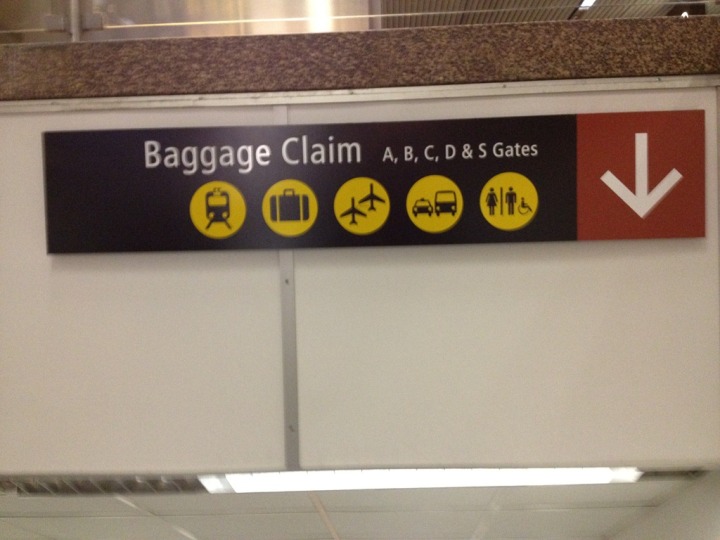 Baggage Claim A, B, C, D & S Gates